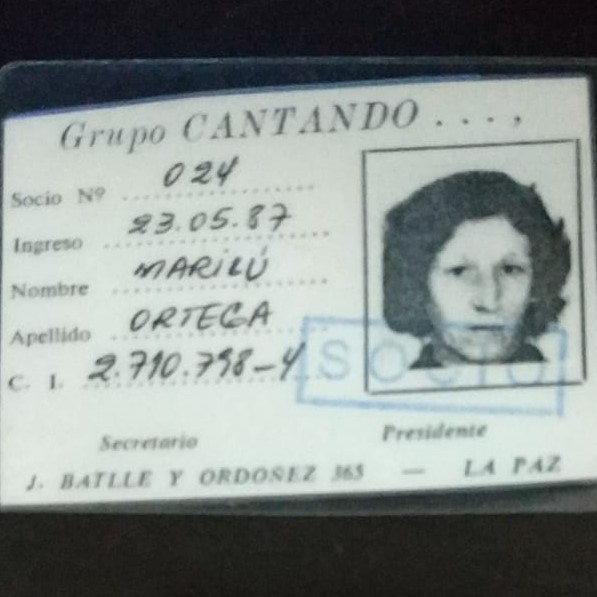 Grupo CANTANDO . . . ,
Socio Nº 024
Ingreso 23.05.87
Nombre MARILÚ
Apellido ORTEGA
C. I. 2.710.798-4
SOCIO
Secretario Presidente
J. BATLLE Y ORDOÑEZ 365 — LA PAZ